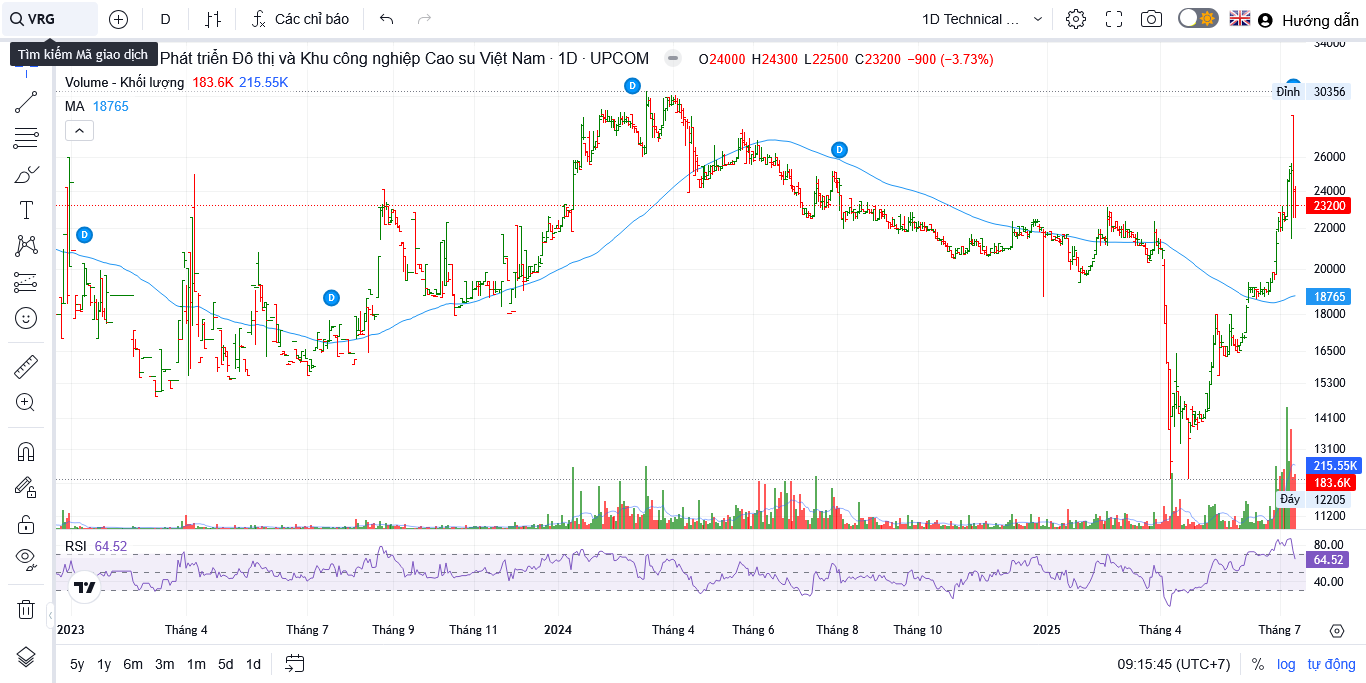 VRG
D
Các chỉ báo
1D Technical ...
Hướng dẫn
Tìm kiếm Mã giao dịch
Phát triển Đô thị và Khu công nghiệp Cao su Việt Nam · 1D · UPCOM
O24000 H24300 L22500 C23200 −900 (−3.73%)
Volume - Khối lượng 183.6K 215.55K
MA 18765
34000
Đỉnh 30356
26000
24000
23200
22000
20000
18765
18000
16500
15300
14100
13100
215.55K
183.6K
Đáy 12205
11200
D
D
D
D
RSI 64.52
80.00
64.52
40.00
2023 Tháng 4 Tháng 7 Tháng 9 Tháng 11 2024 Tháng 4 Tháng 6 Tháng 8 Tháng 10 2025 Tháng 4 Tháng 7
5y 1y 6m 3m 1m 5d 1d
09:15:45 (UTC+7) % log tự động